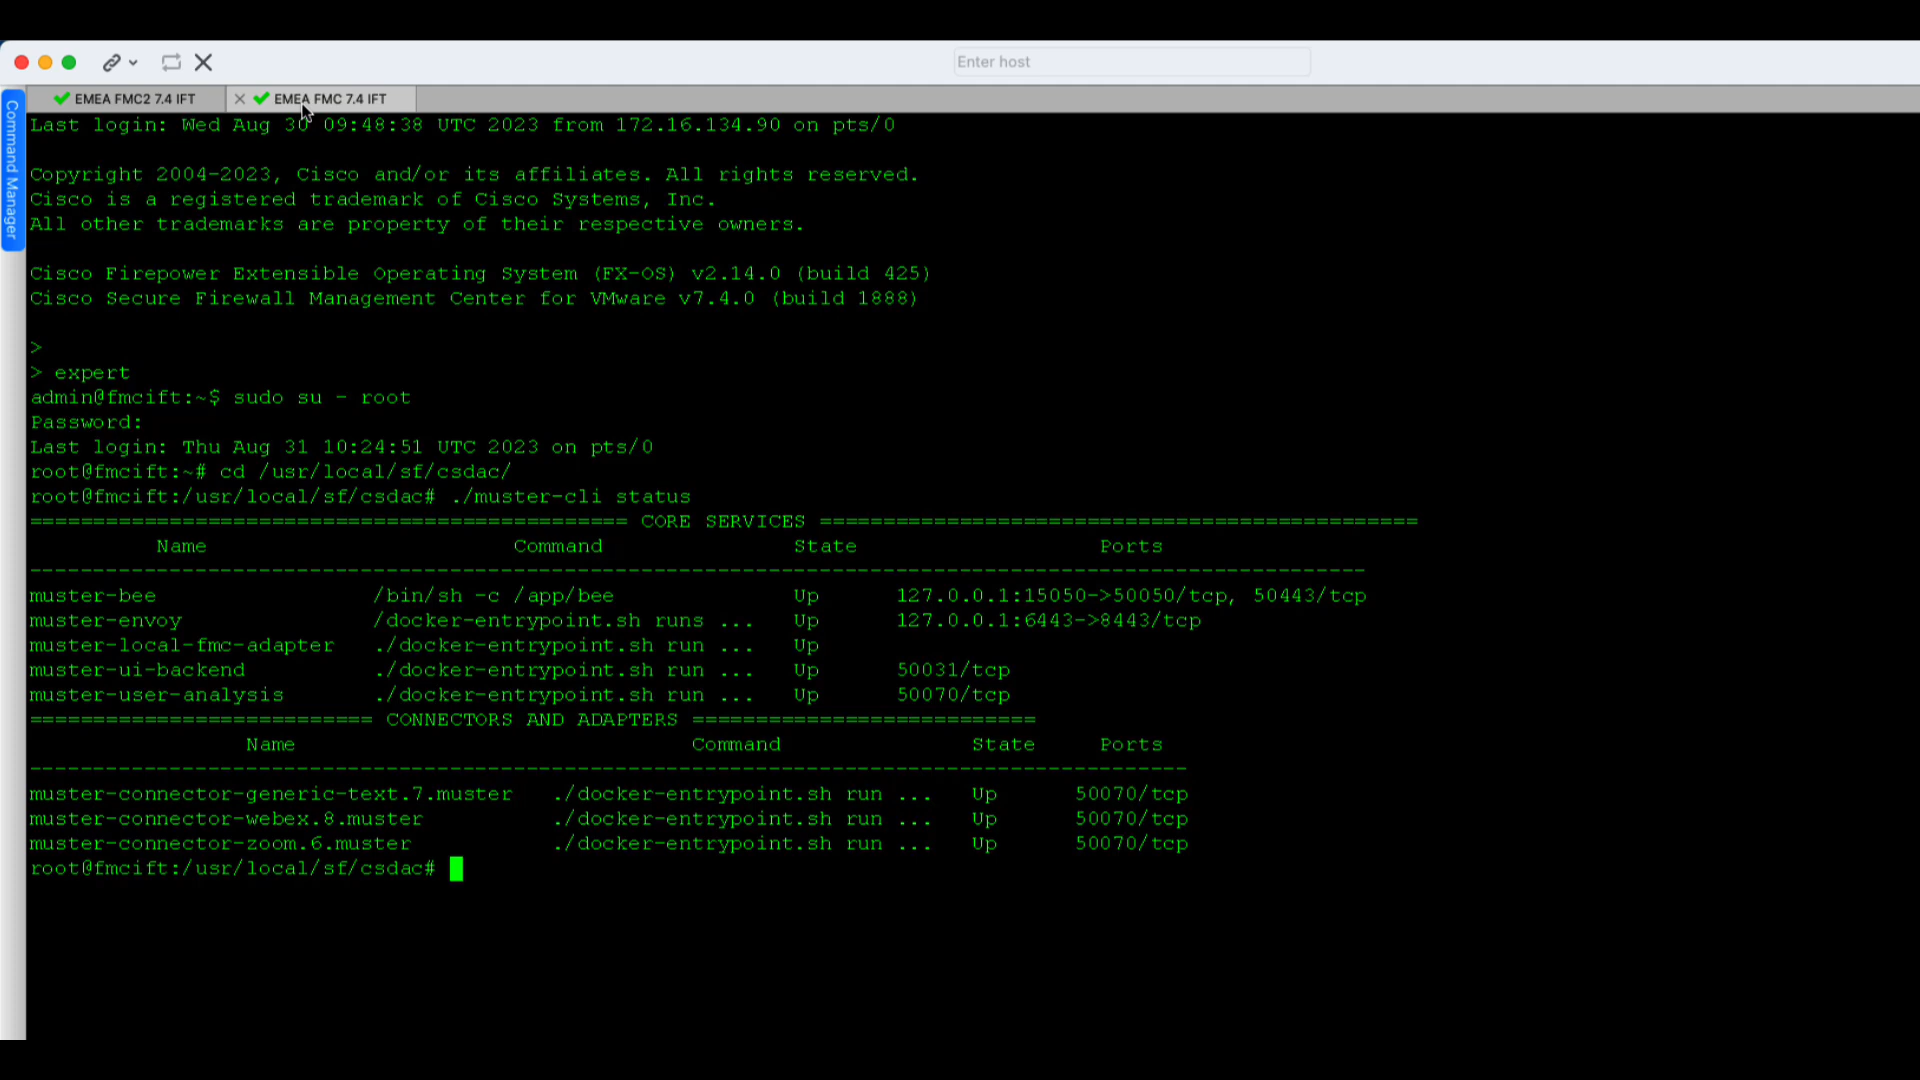 Enter host
EMEA FMC2 7.4 IFT
EMEA FMC 7.4 IFT
Command Manager
Last login: Wed Aug 30 09:48:38 UTC 2023 from 172.16.134.90 on pts/0
Copyright 2004-2023, Cisco and/or its affiliates. All rights reserved.
Cisco is a registered trademark of Cisco Systems, Inc.
All other trademarks are property of their respective owners.
Cisco Firepower Extensible Operating System (FX-OS) v2.14.0 (build 425)
Cisco Secure Firewall Management Center for VMware v7.4.0 (build 1888)
>
> expert
admin@fmcift:~$ sudo su - root
Password:
Last login: Thu Aug 31 10:24:51 UTC 2023 on pts/0
root@fmcift:~# cd /usr/local/sf/csdac/
root@fmcift:/usr/local/sf/csdac# ./muster-cli status
=============================================== CORE SERVICES ===============================================
Name Command State Ports
---------------------------------------------------------------------------------------------------------
muster-bee /bin/sh -c /app/bee Up 127.0.0.1:15050->50050/tcp, 50443/tcp
muster-envoy /docker-entrypoint.sh runs ... Up 127.0.0.1:6443->8443/tcp
muster-local-fmc-adapter ./docker-entrypoint.sh run ... Up
muster-ui-backend ./docker-entrypoint.sh run ... Up 50031/tcp
muster-user-analysis ./docker-entrypoint.sh run ... Up 50070/tcp
=========================== CONNECTORS AND ADAPTERS ===========================
Name Command State Ports
-------------------------------------------------------------------------------------------
muster-connector-generic-text.7.muster ./docker-entrypoint.sh run ... Up 50070/tcp
muster-connector-webex.8.muster ./docker-entrypoint.sh run ... Up 50070/tcp
muster-connector-zoom.6.muster ./docker-entrypoint.sh run ... Up 50070/tcp
root@fmcift:/usr/local/sf/csdac#